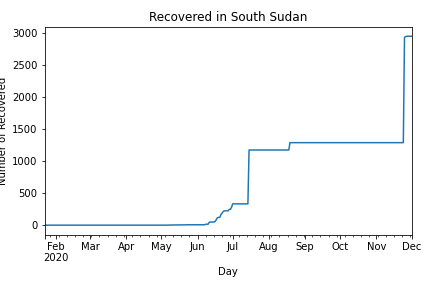 Recovered in South Sudan
Number of Recovered
3000
2500
2000
1500
1000
500
0
Feb Mar Apr May Jun Jul Aug Sep Oct Nov Dec
2020
Day